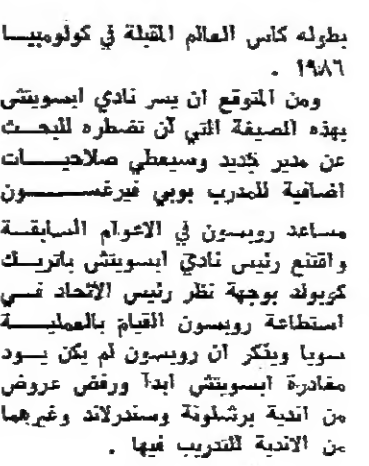 بطوله كاس العالم المقبلة في كولومبيا
١٩٨٦ .
ومن المتوقع ان يسر نادي ابسويتش
بهذه الصيغة التي لن تضطره للبحث
عن مدير جديد وسيعطي صلاحيات
اضافية للمدرب بوبي فيرغسون
مساعد روبسون في الاعوام السابقة
واقتنع رئيس نادي ابسويتش باتريك
كوبولد بوجهة نظر رئيس الاتحاد في
استطاعة روبسون القيام بالعملية
سويا ويذكر ان روبسون لم يكن يود
مغادرة ابسويتش ابدا ورفض عروض
من اندية برشلونة وسندرلاند وغيرهما
من الاندية للتدريب فيها .